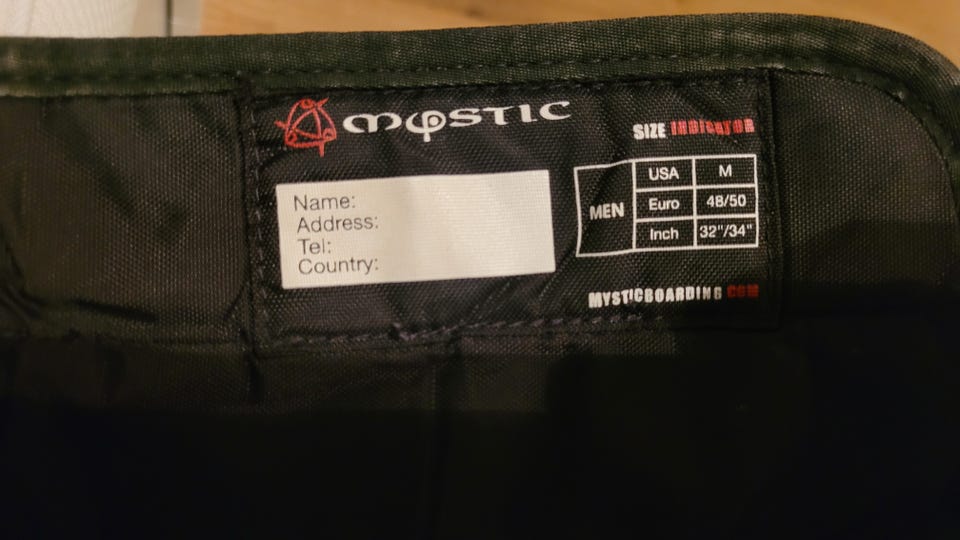 mystic
SIZE INDICATOR
Name:
Address:
Tel:
Country:
MEN
USA M
Euro 48/50
Inch 32"/34"
MYSTICBOARDING.COM